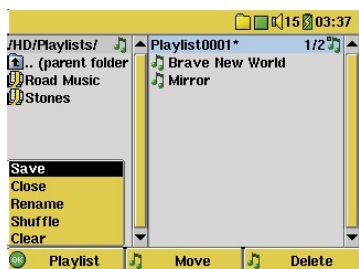 15 03:37
/HD/Playlists/
.. (parent folder
Road Music
Stones
Playlist0001* 1/2
Brave New World
Mirror
Save
Close
Rename
Shuffle
Clear
OK Playlist
Move
Delete